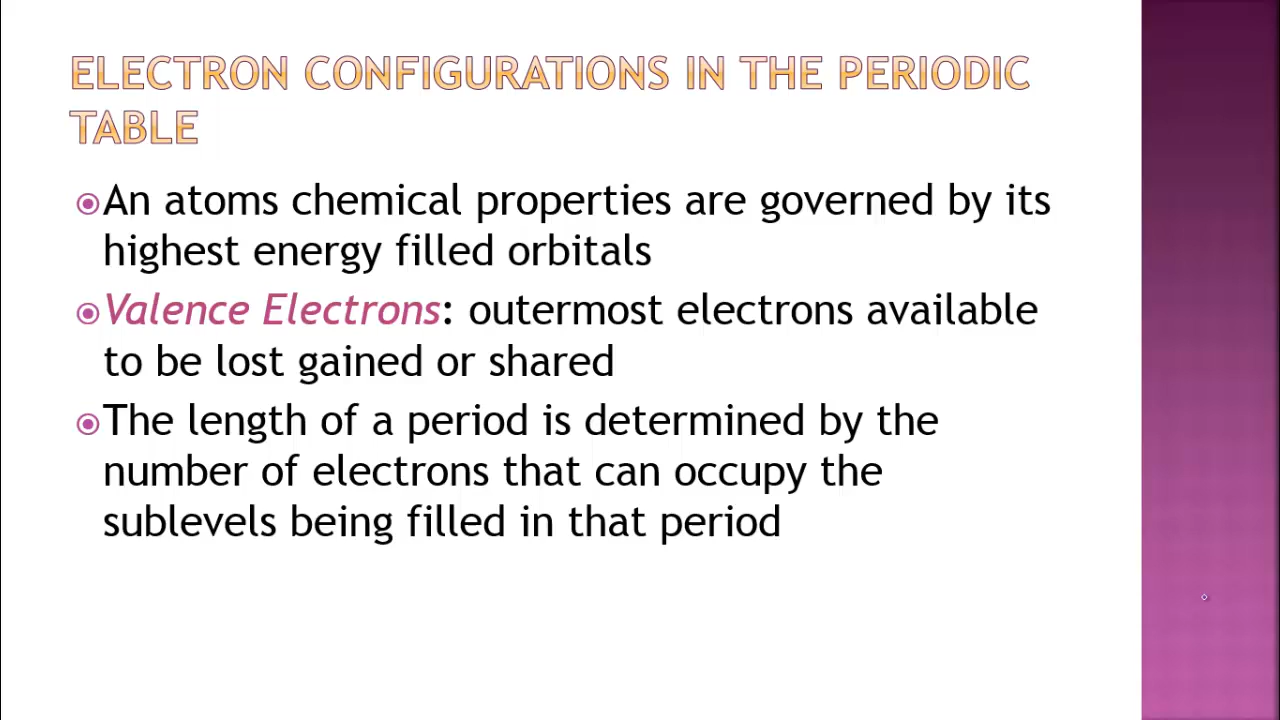 ELECTRON CONFIGURATIONS IN THE PERIODIC
TABLE
An atoms chemical properties are governed by its
highest energy filled orbitals
Valence Electrons: outermost electrons available
to be lost gained or shared
The length of a period is determined by the
number of electrons that can occupy the
sublevels being filled in that period